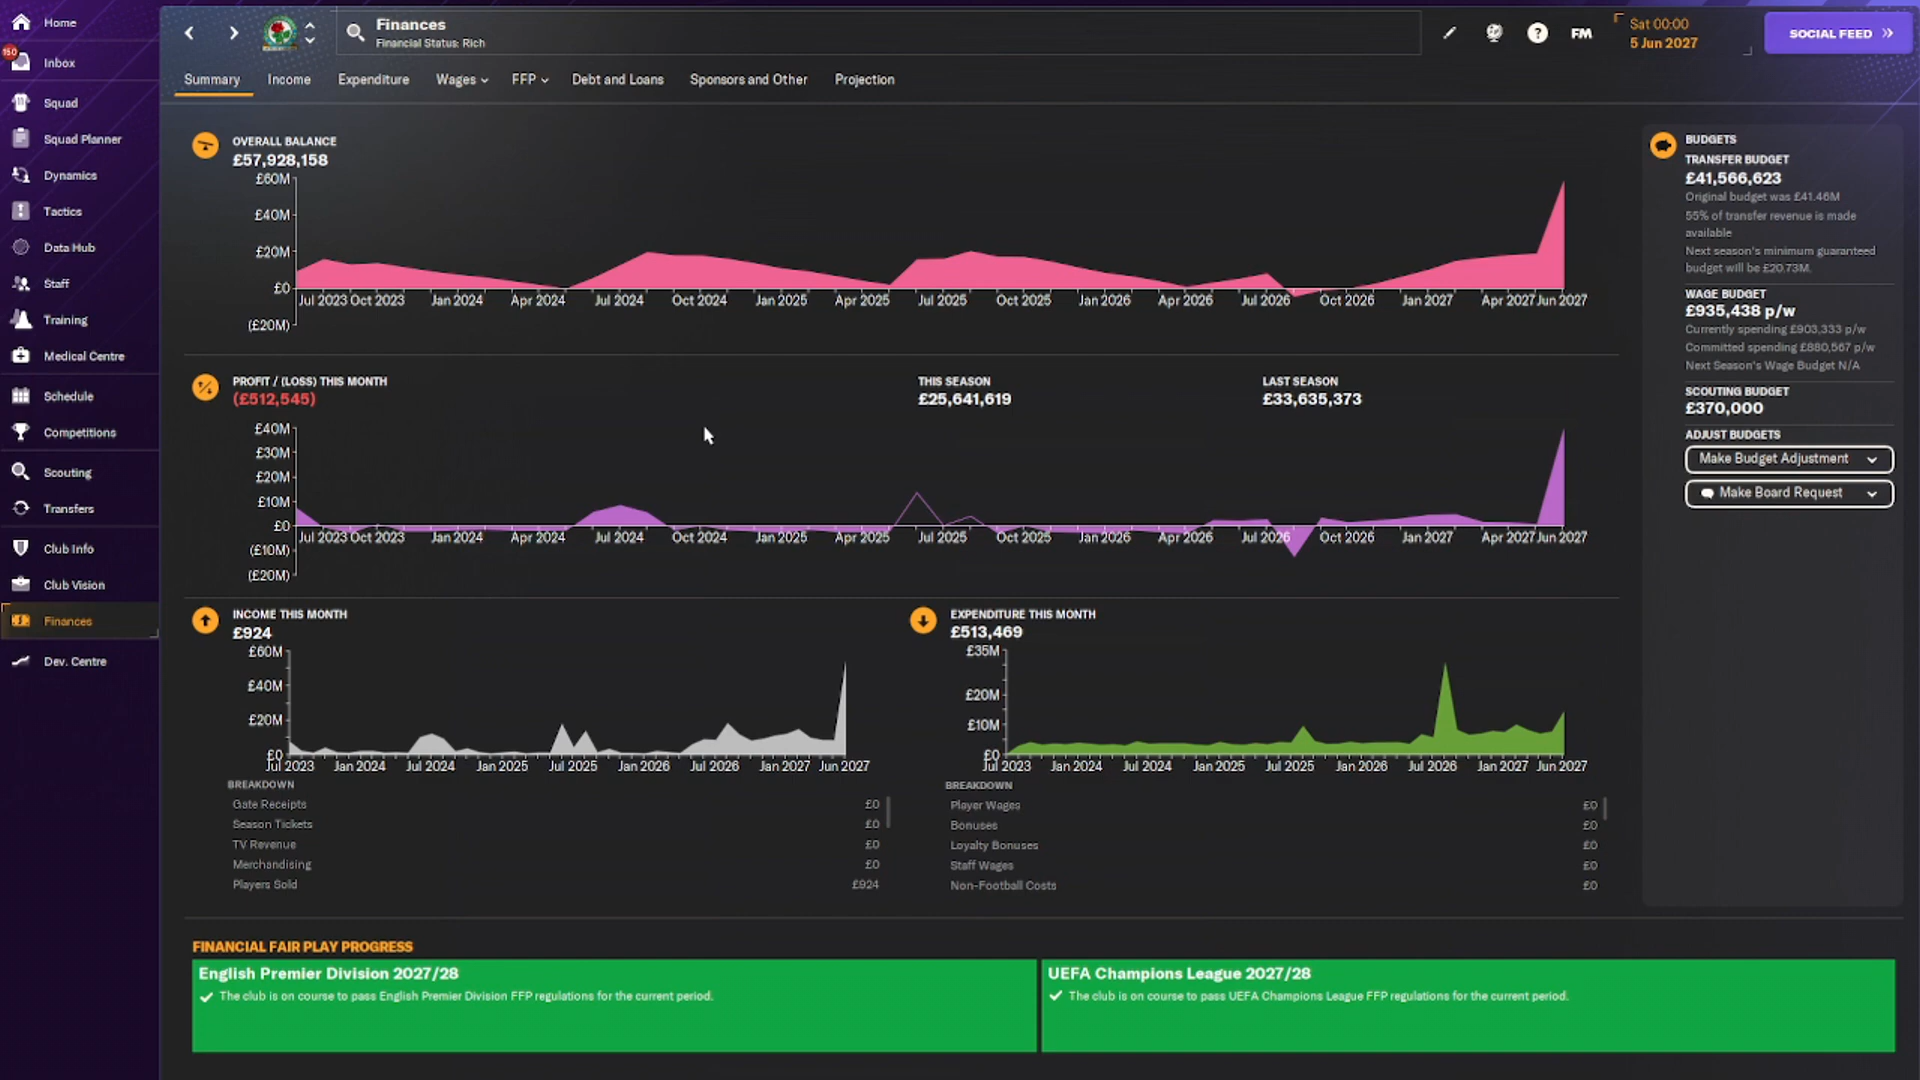 Home
150
Inbox
Squad
Squad Planner
Dynamics
Tactics
Data Hub
Staff
Training
Medical Centre
Schedule
Competitions
Scouting
Transfers
Club Info
Club Vision
Finances
Dev. Centre
Finances
Financial Status: Rich
?
FM
Sat 00:00
5 Jun 2027
SOCIAL FEED
Summary
Income
Expenditure
Wages
FFP
Debt and Loans
Sponsors and Other
Projection
OVERALL BALANCE
£57,928,158
£60M
£40M
£20M
£0
(£20M)
Jul 2023 Oct 2023 Jan 2024 Apr 2024 Jul 2024 Oct 2024 Jan 2025 Apr 2025 Jul 2025 Oct 2025 Jan 2026 Apr 2026 Jul 2026 Oct 2026 Jan 2027 Apr 2027 Jun 2027
PROFIT / (LOSS) THIS MONTH
(£512,545)
THIS SEASON
£25,641,619
LAST SEASON
£33,635,373
£40M
£30M
£20M
£10M
£0
(£10M)
(£20M)
Jul 2023 Oct 2023 Jan 2024 Apr 2024 Jul 2024 Oct 2024 Jan 2025 Apr 2025 Jul 2025 Oct 2025 Jan 2026 Apr 2026 Jul 2026 Oct 2026 Jan 2027 Apr 2027 Jun 2027
INCOME THIS MONTH
£924
£60M
£40M
£20M
£0
Jul 2023 Jan 2024 Jul 2024 Jan 2025 Jul 2025 Jan 2026 Jul 2026 Jan 2027 Jun 2027
BREAKDOWN
Gate Receipts £0
Season Tickets £0
TV Revenue £0
Merchandising £0
Players Sold £924
EXPENDITURE THIS MONTH
£513,469
£35M
£20M
£10M
£0
Jul 2023 Jan 2024 Jul 2024 Jan 2025 Jul 2025 Jan 2026 Jul 2026 Jan 2027 Jun 2027
BREAKDOWN
Player Wages £0
Bonuses £0
Loyalty Bonuses £0
Staff Wages £0
Non-Football Costs £0
BUDGETS
TRANSFER BUDGET
£41,566,623
Original budget was £41.46M
55% of transfer revenue is made
available
Next season's minimum guaranteed
budget will be £20.73M.
WAGE BUDGET
£935,438 p/w
Currently spending £903,333 p/w
Committed spending £880,567 p/w
Next Season's Wage Budget N/A
SCOUTING BUDGET
£370,000
ADJUST BUDGETS
Make Budget Adjustment
Make Board Request
FINANCIAL FAIR PLAY PROGRESS
English Premier Division 2027/28
The club is on course to pass English Premier Division FFP regulations for the current period.
UEFA Champions League 2027/28
The club is on course to pass UEFA Champions League FFP regulations for the current period.